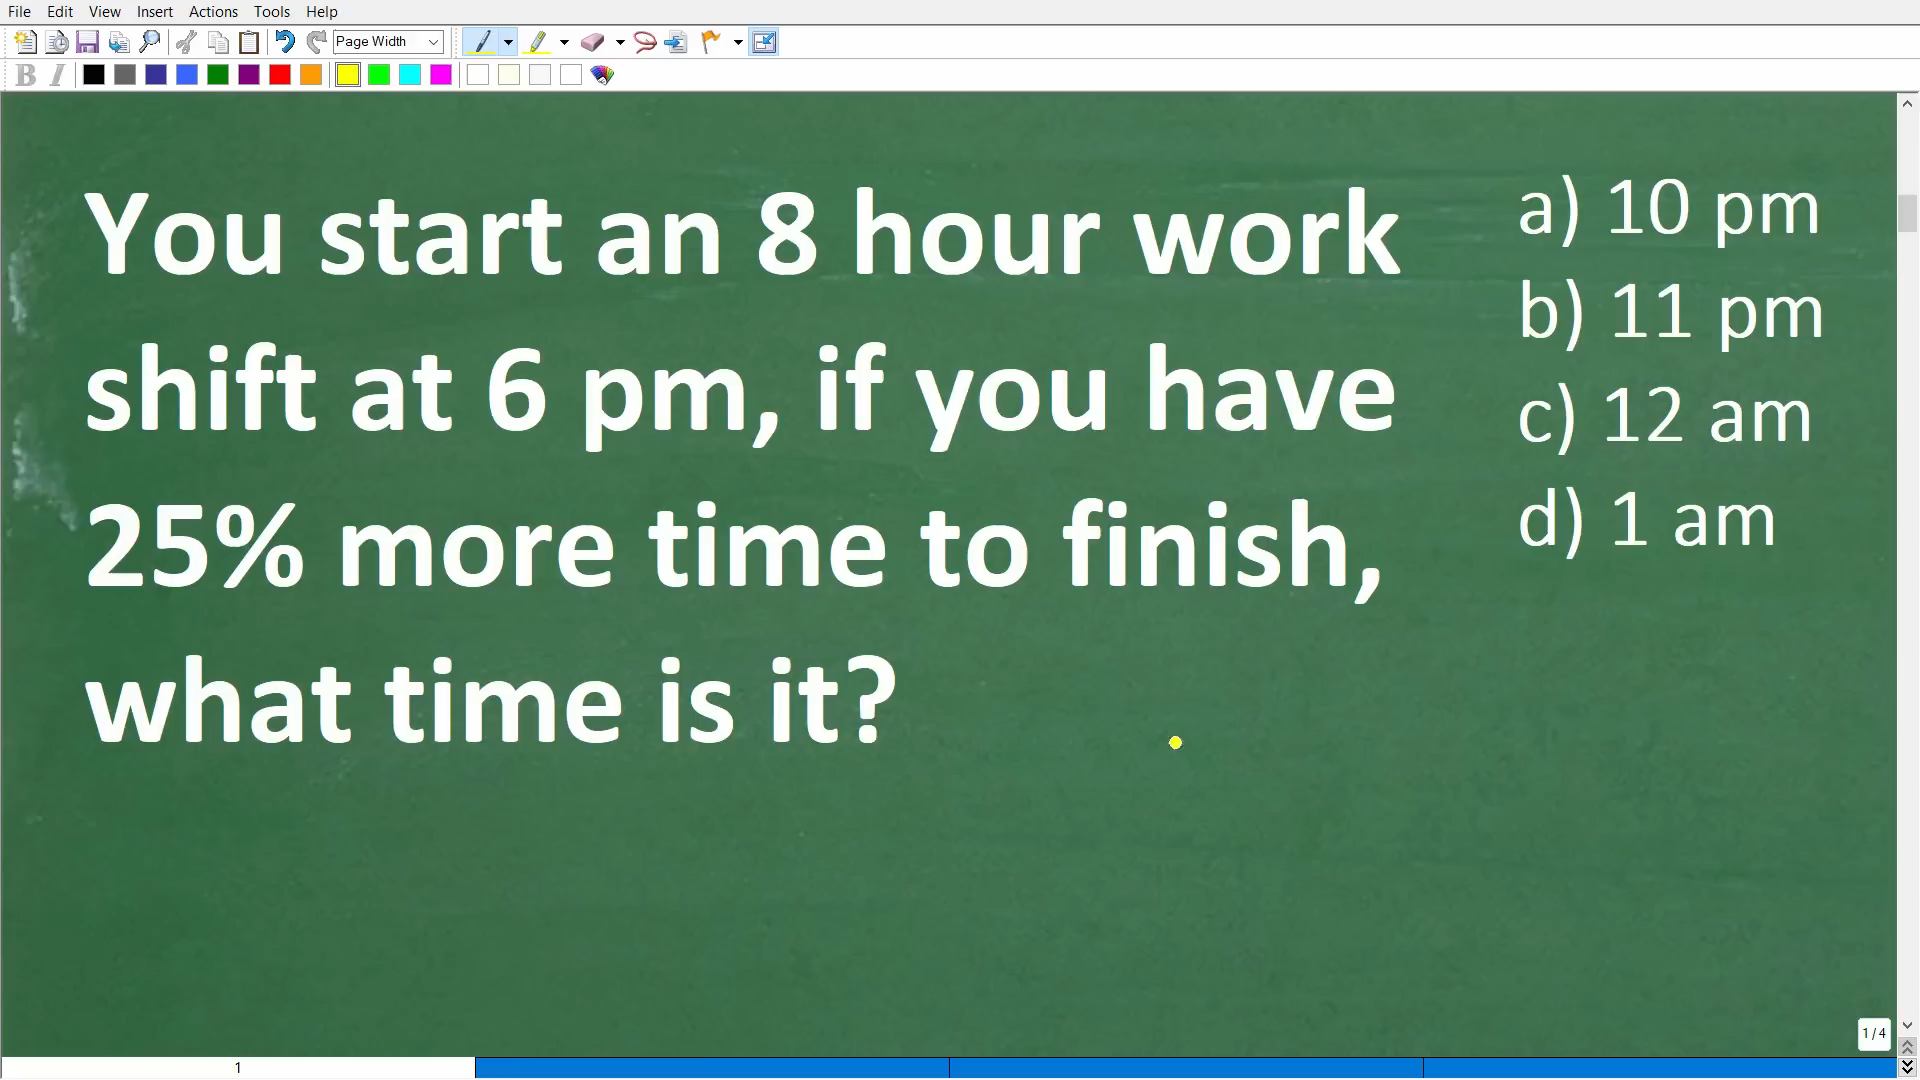 File Edit View Insert Actions Tools Help
Page Width
B I
You start an 8 hour work
shift at 6 pm, if you have
25% more time to finish,
what time is it?
a) 10 pm
b) 11 pm
c) 12 am
d) 1 am
1 / 4
1